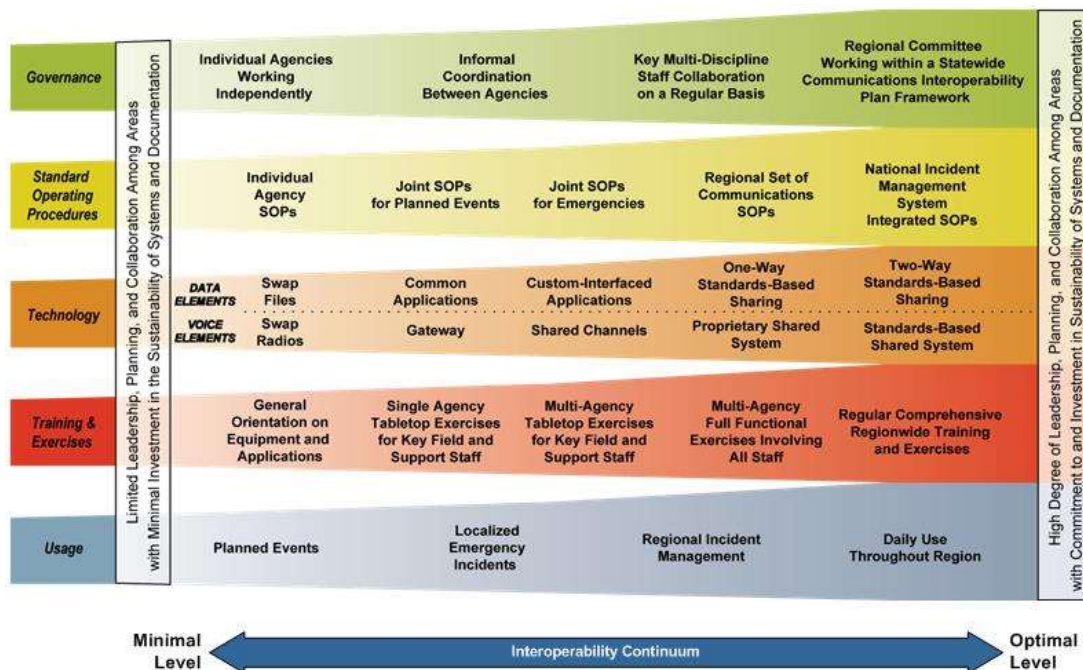 Governance
Individual Agencies
Working
Independently
Informal
Coordination
Between Agencies
Key Multi-Discipline
Staff Collaboration
on a Regular Basis
Regional Committee
Working within a Statewide
Communications Interoperability
Plan Framework
Standard
Operating
Procedures
Individual
Agency
SOPs
Joint SOPs
for Planned Events
Joint SOPs
for Emergencies
Regional Set of
Communications
SOPs
National Incident
Management
System
Integrated SOPs
Technology
DATA
ELEMENTS
Swap
Files
Common
Applications
Custom-Interfaced
Applications
One-Way
Standards-Based
Sharing
Two-Way
Standards-Based
Sharing
VOICE
ELEMENTS
Swap
Radios
Gateway
Shared Channels
Proprietary Shared
System
Standards-Based
Shared System
Training &
Exercises
General
Orientation on
Equipment and
Applications
Single Agency
Tabletop Exercises
for Key Field and
Support Staff
Multi-Agency
Tabletop Exercises
for Key Field and
Support Staff
Multi-Agency
Full Functional
Exercises Involving
All Staff
Regular Comprehensive
Regionwide Training
and Exercises
Usage
Planned Events
Localized
Emergency
Incidents
Regional Incident
Management
Daily Use
Throughout Region
Limited Leadership, Planning, and Collaboration Among Areas
with Minimal Investment in the Sustainability of Systems and Documentation
High Degree of Leadership, Planning, and Collaboration Among Areas
with Commitment to and Investment in Sustainability of Systems and Documentation
Minimal
Level
Interoperability Continuum
Optimal
Level